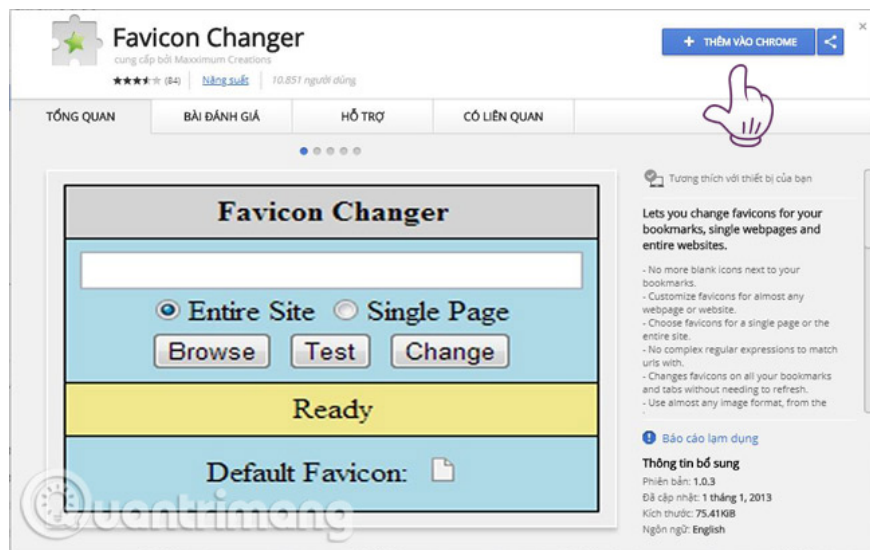 Favicon Changer
cung cấp bởi Maxximum Creations
(84) Năng suất 10.851 người dùng
+ THÊM VÀO CHROME
TỔNG QUAN BÀI ĐÁNH GIÁ HỖ TRỢ CÓ LIÊN QUAN
Favicon Changer
Entire Site Single Page
Browse Test Change
Ready
Default Favicon:
Quantrimang
Tương thích với thiết bị của bạn
Lets you change favicons for your
bookmarks, single webpages and
entire websites.
- No more blank icons next to your
bookmarks.
- Customize favicons for almost any
webpage or website.
- Choose favicons for a single page or the
entire site.
- No complex regular expressions to match
urls with.
- Changes favicons on all your bookmarks
and tabs without needing to refresh.
- Use almost any image format, from the
Báo cáo lạm dụng
Thông tin bổ sung
Phiên bản: 1.0.3
Đã cập nhật: 1 tháng 1, 2013
Kích thước: 75.41KiB
Ngôn ngữ: English